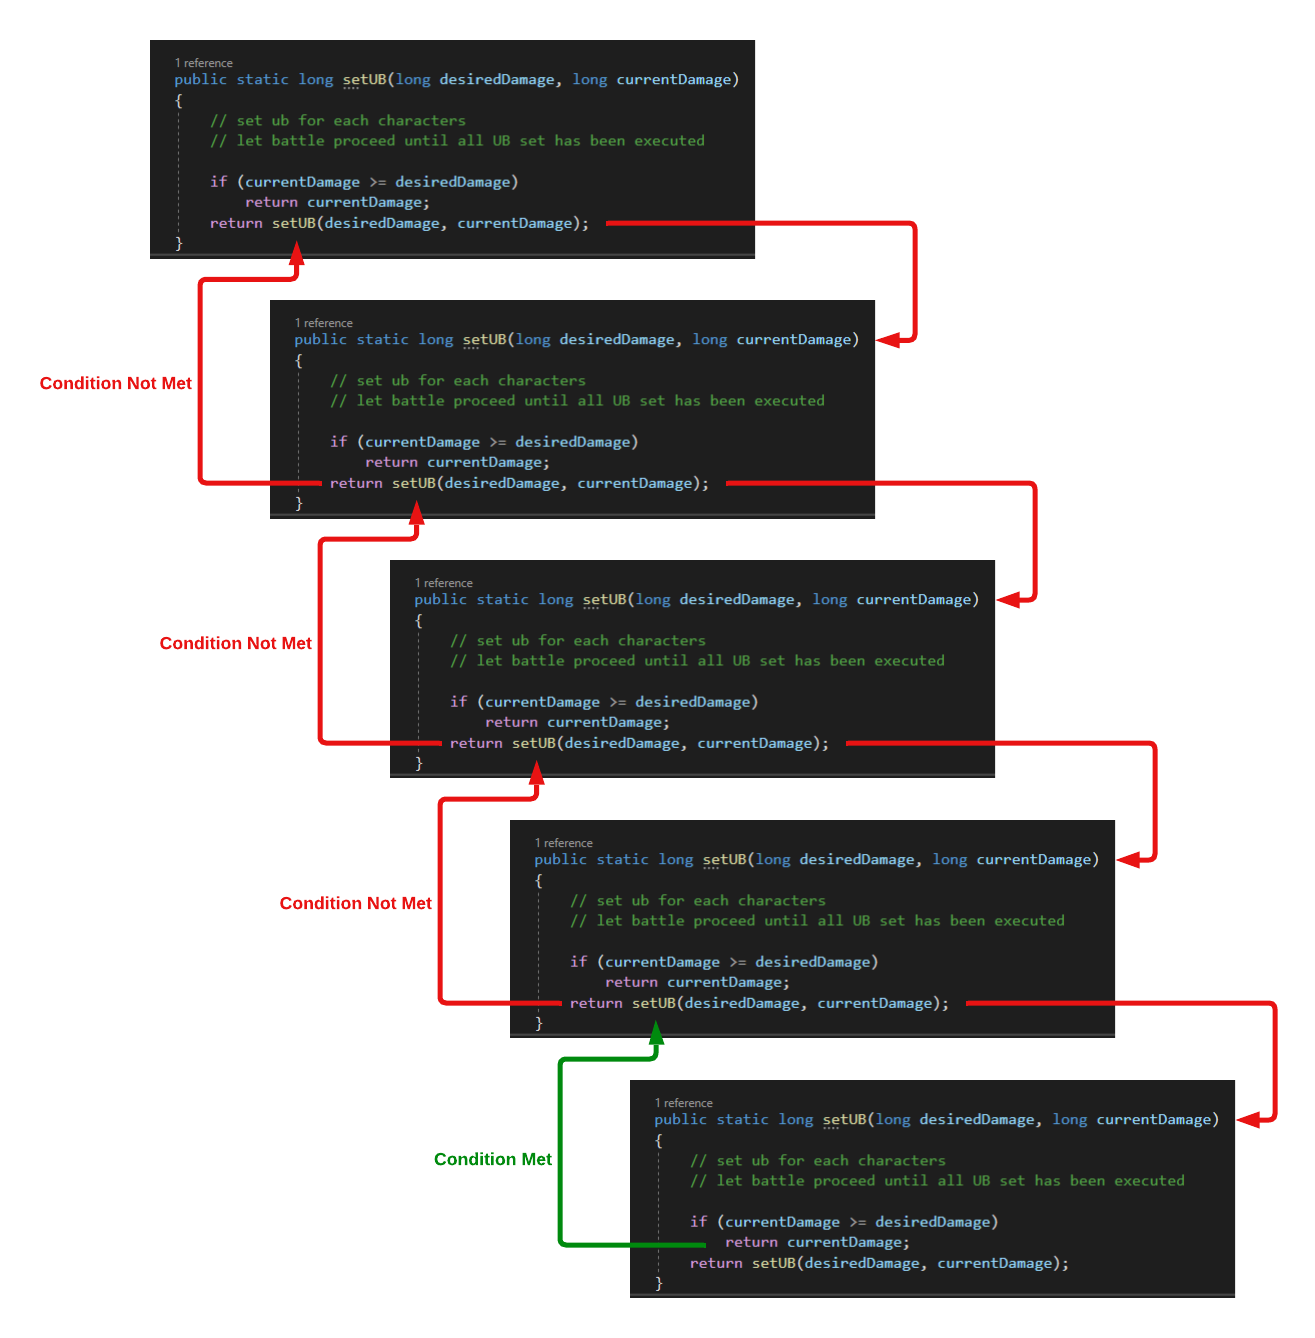 1 reference
public static long setUB(long desiredDamage, long currentDamage)
{
// set ub for each characters
// let battle proceed until all UB set has been executed
if (currentDamage >= desiredDamage)
return currentDamage;
return setUB(desiredDamage, currentDamage);
}
1 reference
public static long setUB(long desiredDamage, long currentDamage)
{
Condition Not Met
// set ub for each characters
// let battle proceed until all UB set has been executed
if (currentDamage >= desiredDamage)
return currentDamage;
return setUB(desiredDamage, currentDamage);
}
1 reference
public static long setUB(long desiredDamage, long currentDamage)
{
Condition Not Met
// set ub for each characters
// let battle proceed until all UB set has been executed
if (currentDamage >= desiredDamage)
return currentDamage;
return setUB(desiredDamage, currentDamage);
}
1 reference
public static long setUB(long desiredDamage, long currentDamage)
{
Condition Not Met
// set ub for each characters
// let battle proceed until all UB set has been executed
if (currentDamage >= desiredDamage)
return currentDamage;
return setUB(desiredDamage, currentDamage);
}
1 reference
public static long setUB(long desiredDamage, long currentDamage)
{
Condition Met
// set ub for each characters
// let battle proceed until all UB set has been executed
if (currentDamage >= desiredDamage)
return currentDamage;
return setUB(desiredDamage, currentDamage);
}